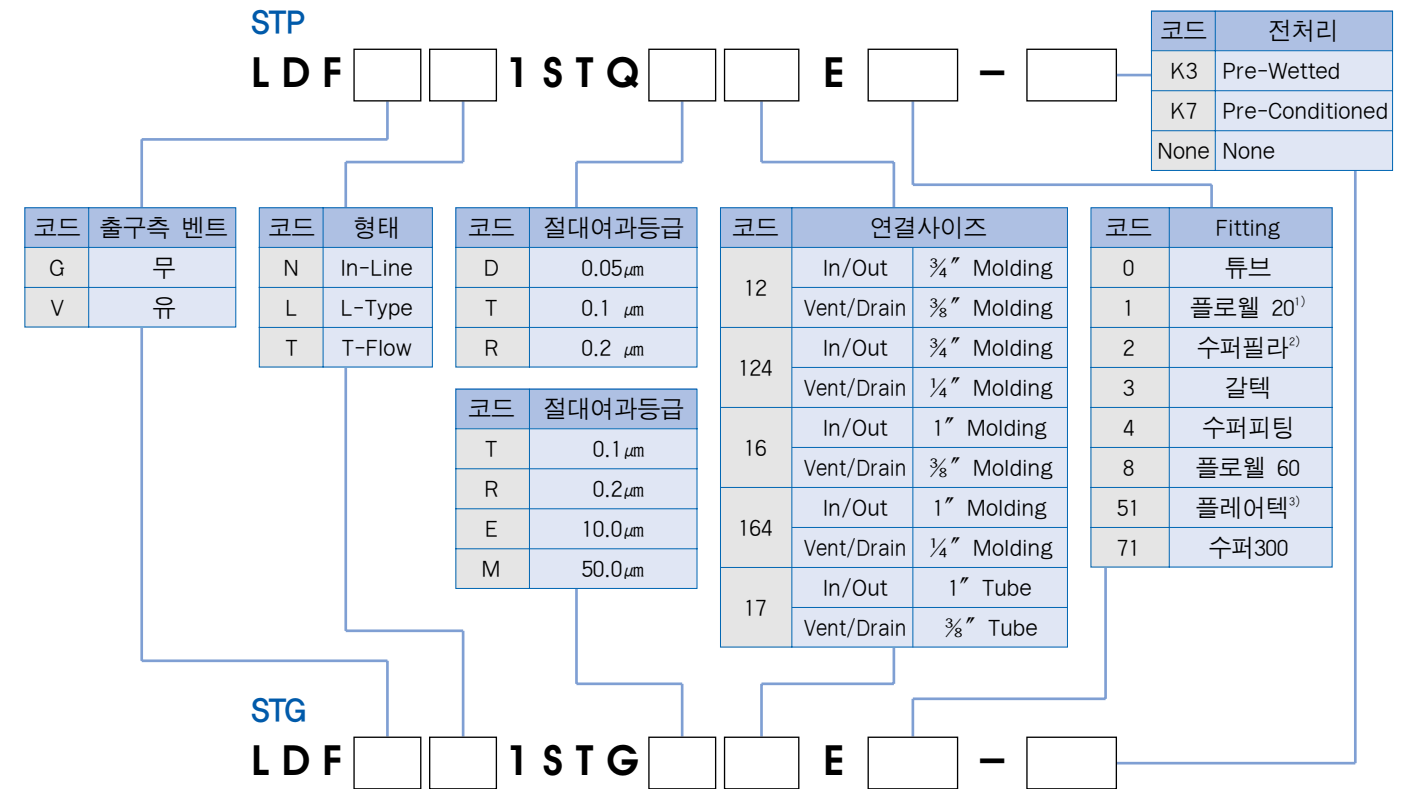 STP
LDF 1STQ E –
코드 전처리
K3 Pre-Wetted
K7 Pre-Conditioned
None None
코드 출구측 벤트
G 무
V 유
코드 형태
N In-Line
L L-Type
T T-Flow
코드 절대여과등급
D 0.05㎛
T 0.1 ㎛
R 0.2 ㎛
코드 절대여과등급
T 0.1㎛
R 0.2㎛
E 10.0㎛
M 50.0㎛
코드 연결사이즈
12 In/Out ¾″ Molding
Vent/Drain ⅜″ Molding
124 In/Out ¾″ Molding
Vent/Drain ¼″ Molding
16 In/Out 1″ Molding
Vent/Drain ⅜″ Molding
164 In/Out 1″ Molding
Vent/Drain ¼″ Molding
17 In/Out 1″ Tube
Vent/Drain ⅜″ Tube
코드 Fitting
0 튜브
1 플로웰 20¹⁾
2 수퍼필라²⁾
3 갈텍
4 수퍼피팅
8 플로웰 60
51 플레어텍³⁾
71 수퍼300
STG
LDF 1STG E –